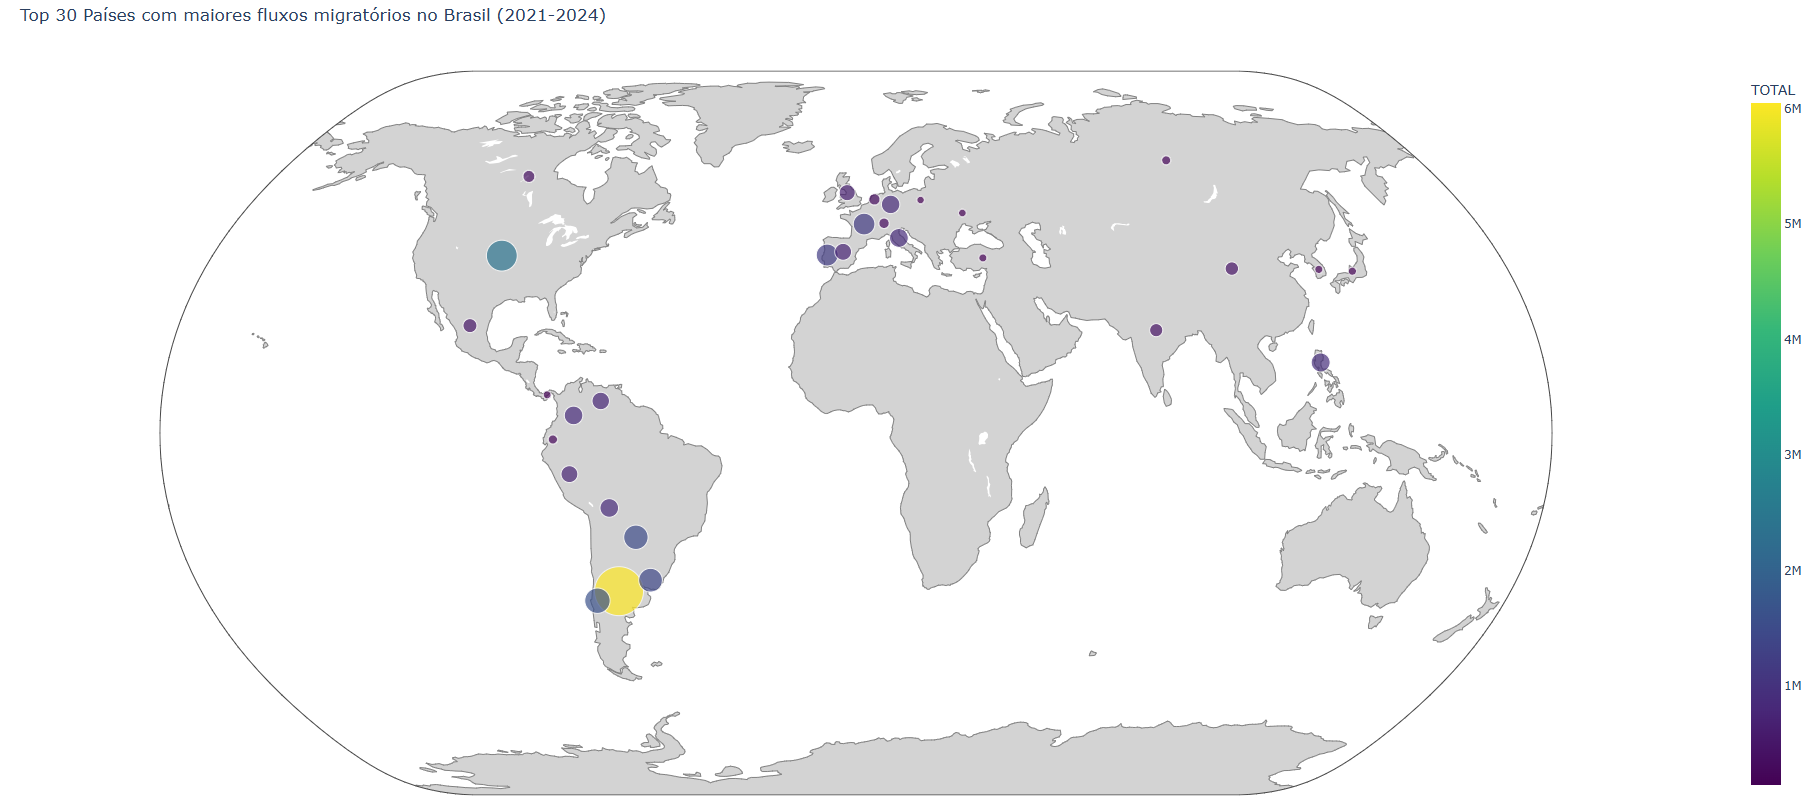 Top 30 Países com maiores fluxos migratórios no Brasil (2021-2024)
TOTAL
6M
5M
4M
3M
2M
1M